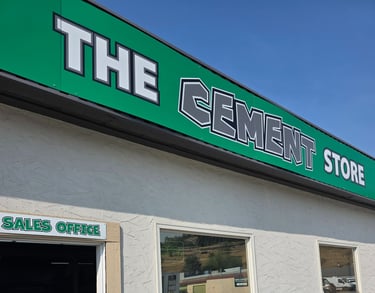 THE CEMENT STORE
SALES OFFICE